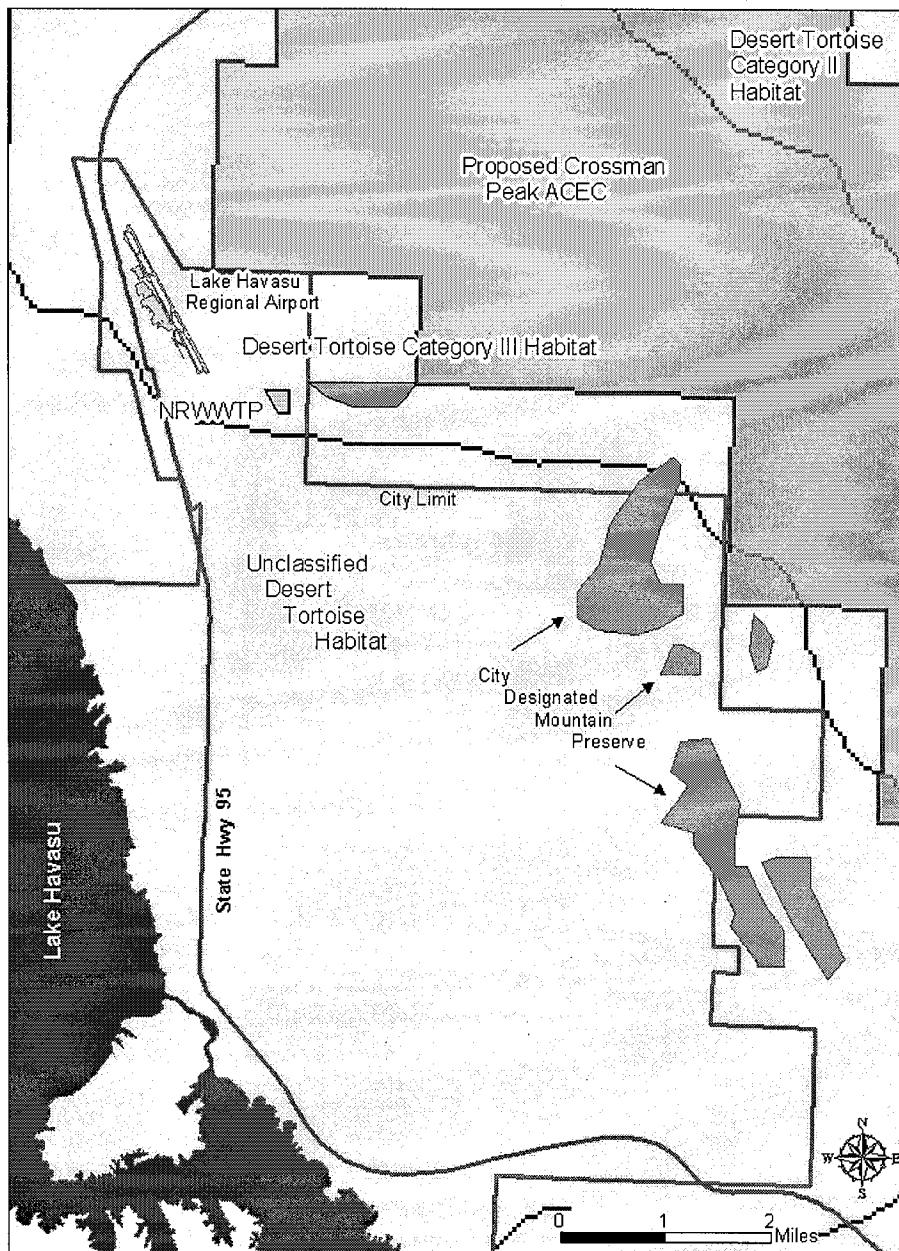 Desert Tortoise
Category II
Habitat
Proposed Crossman
Peak ACEC
Lake Havasu
Regional Airport
Desert Tortoise Category III Habitat
NRWWTP
City Limit
Unclassified
Desert
Tortoise
Habitat
City
Designated
Mountain
Preserve
State Hwy 95
Lake Havasu
N
W E
S
0 1 2
Miles